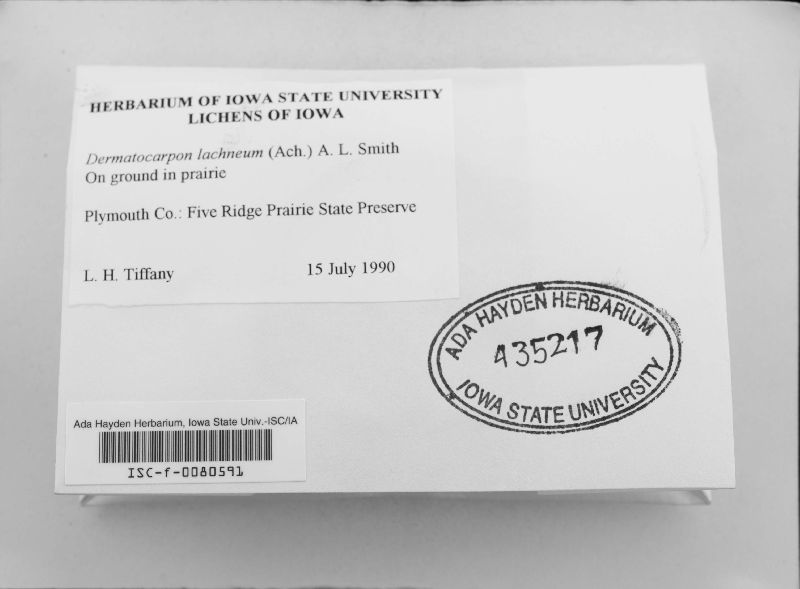 HERBARIUM OF IOWA STATE UNIVERSITY
LICHENS OF IOWA
Dermatocarpon lachneum (Ach.) A. L. Smith
On ground in prairie
Plymouth Co.: Five Ridge Prairie State Preserve
L. H. Tiffany 15 July 1990
ADA HAYDEN HERBARIUM
435217
IOWA STATE UNIVERSITY
Ada Hayden Herbarium, Iowa State Univ.-ISC/IA
ISC-f-0080591